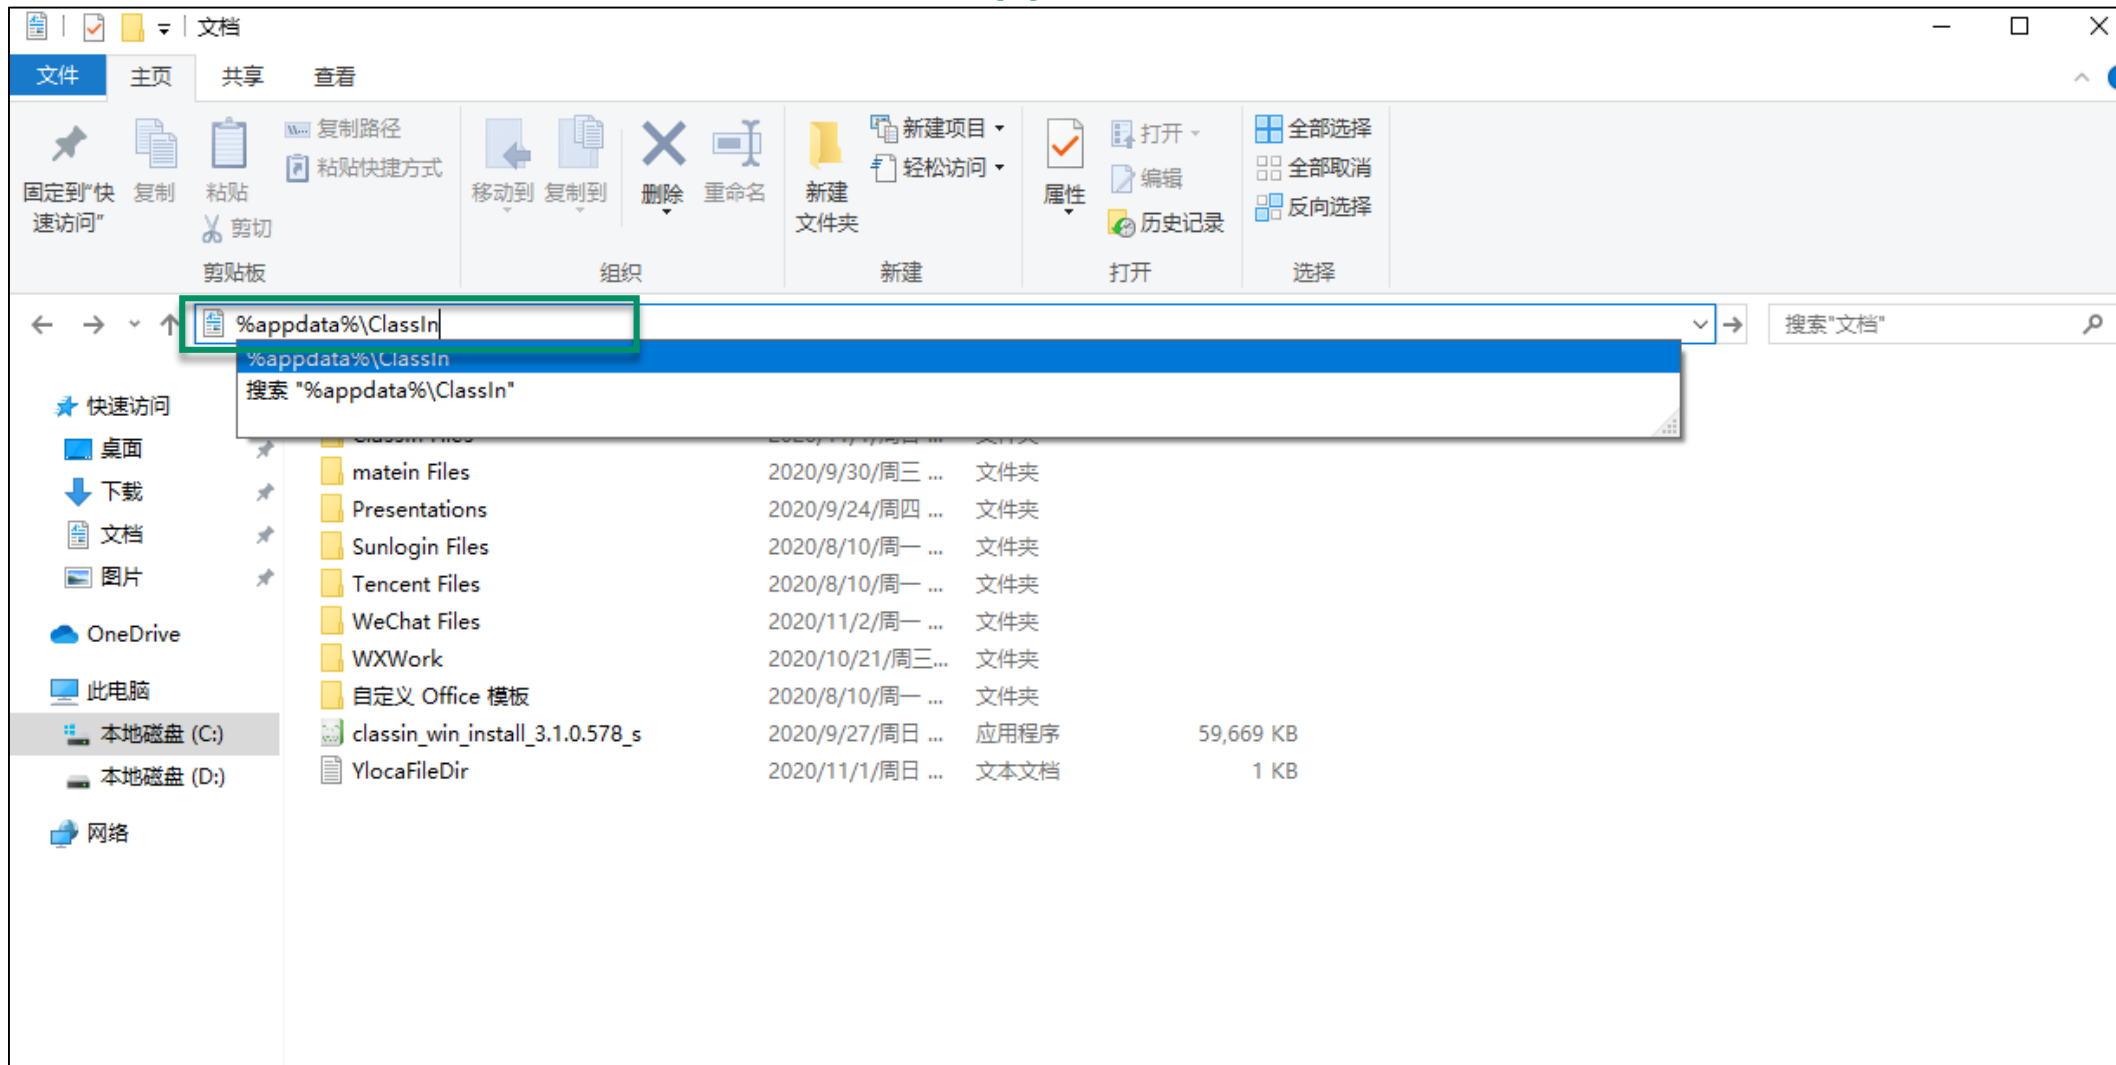 文档
文件 主页 共享 查看
固定到"快速访问"
复制
粘贴
复制路径
粘贴快捷方式
剪切
剪贴板
移动到
复制到
删除
重命名
组织
新建文件夹
新建项目
轻松访问
新建
属性
打开
编辑
历史记录
打开
全部选择
全部取消
反向选择
选择
%appdata%\ClassIn
搜索"文档"
%appdata%\ClassIn
搜索 "%appdata%\ClassIn"
快速访问
桌面
下载
文档
图片
OneDrive
此电脑
本地磁盘 (C:)
本地磁盘 (D:)
网络
matein Files 2020/9/30/周三 ... 文件夹
Presentations 2020/9/24/周四 ... 文件夹
Sunlogin Files 2020/8/10/周一 ... 文件夹
Tencent Files 2020/8/10/周一 ... 文件夹
WeChat Files 2020/11/2/周一 ... 文件夹
WXWork 2020/10/21/周三... 文件夹
自定义 Office 模板 2020/8/10/周一 ... 文件夹
classin_win_install_3.1.0.578_s 2020/9/27/周日 ... 应用程序 59,669 KB
YlocaFileDir 2020/11/1/周日 ... 文本文档 1 KB